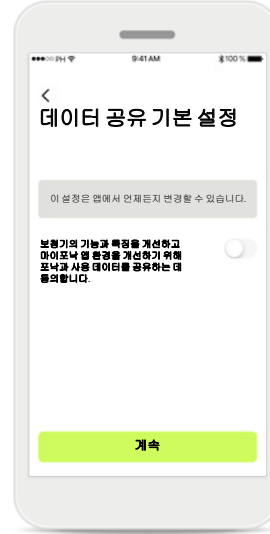 PH 9:41 AM 100 %
데이터 공유 기본 설정
이 설정은 앱에서 언제든지 변경할 수 있습니다.
보청기의 기능과 특징을 개선하고
마이포낙 앱 환경을 개선하기 위해
포낙과 사용 데이터를 공유하는 데
동의합니다.
계속